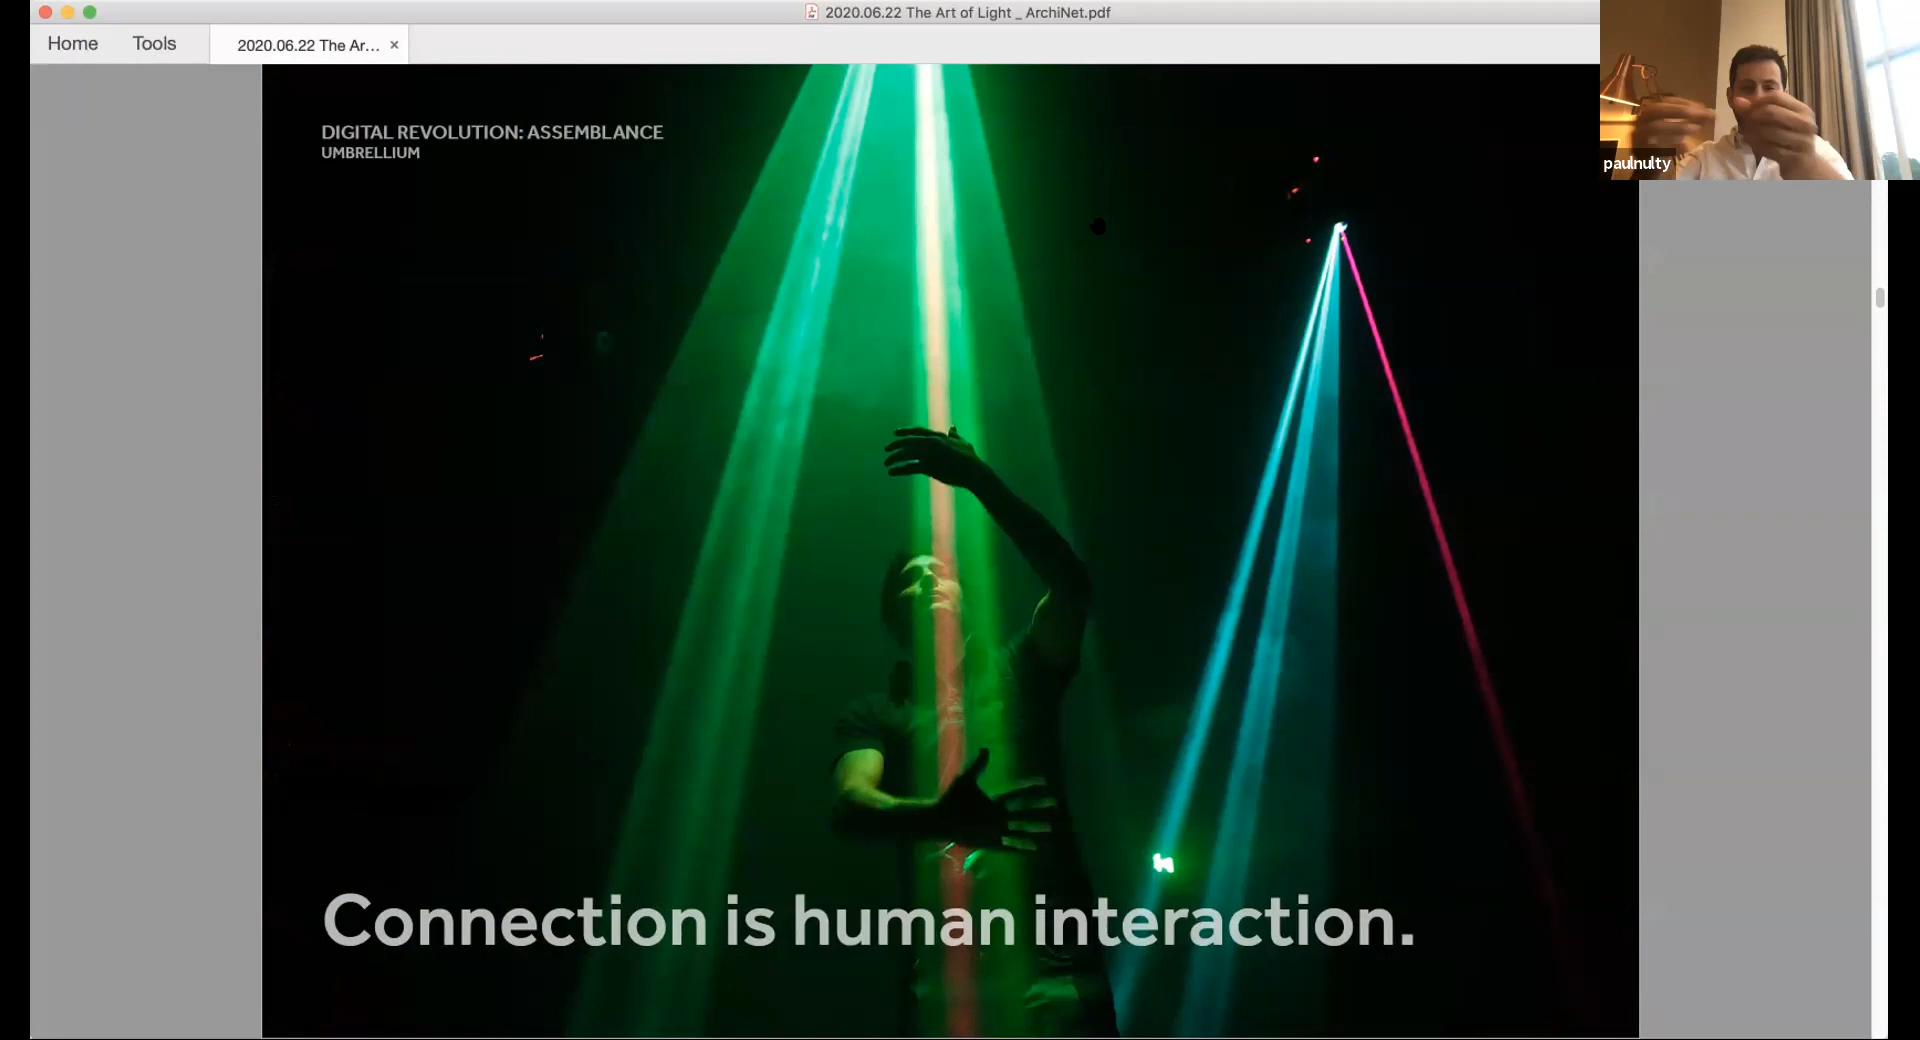 2020.06.22 The Art of Light _ ArchiNet.pdf
Home Tools 2020.06.22 The Ar... ×
DIGITAL REVOLUTION: ASSEMBLANCE
UMBRELLIUM
paulnulty
Connection is human interaction.